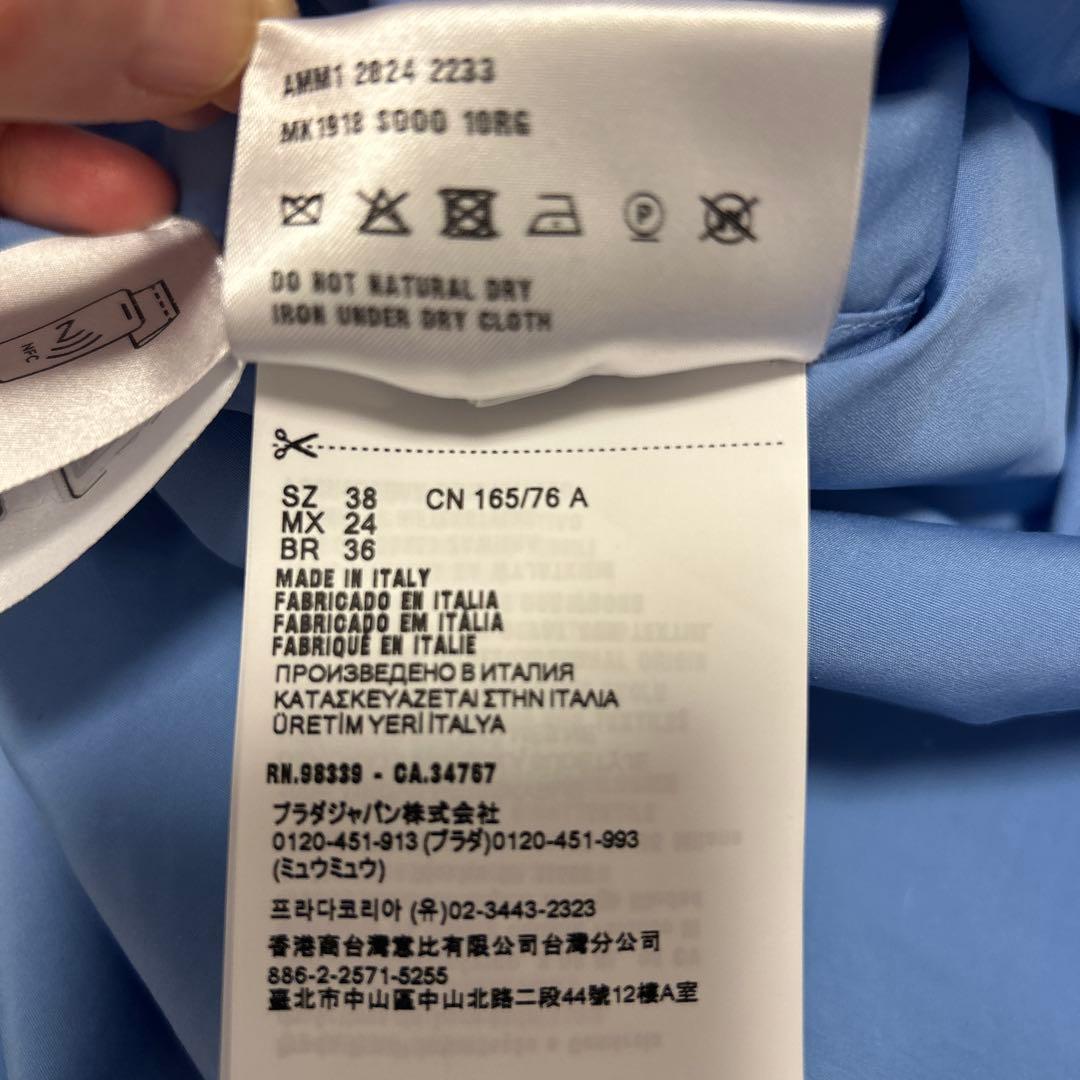 AMM1 2824 2233
MK1918 S000 10RG
P
W
DO NOT NATURAL DRY
IRON UNDER DRY CLOTH
NFC
SZ 38 CN 165/76 A
MX 24
BR 36
MADE IN ITALY
FABRICADO EN ITALIA
FABRICADO EM ITÁLIA
FABRIQUÉ EN ITALIE
ПРОИЗВЕДЕНО В ИТАЛИЯ
ΚΑΤΑΣΚΕΥΑΖΕΤΑΙ ΣΤΗΝ ΙΤΑΛΙΑ
ÜRETİM YERİ İTALYA
RN.98339 - CA.34767
プラダジャパン株式会社
0120-451-913 (プラダ)0120-451-993
(ミュウミュウ)
프라다코리아 (유)02-3443-2323
香港商台灣意比有限公司台灣分公司
886-2-2571-5255
臺北市中山區中山北路二段44號12樓A室